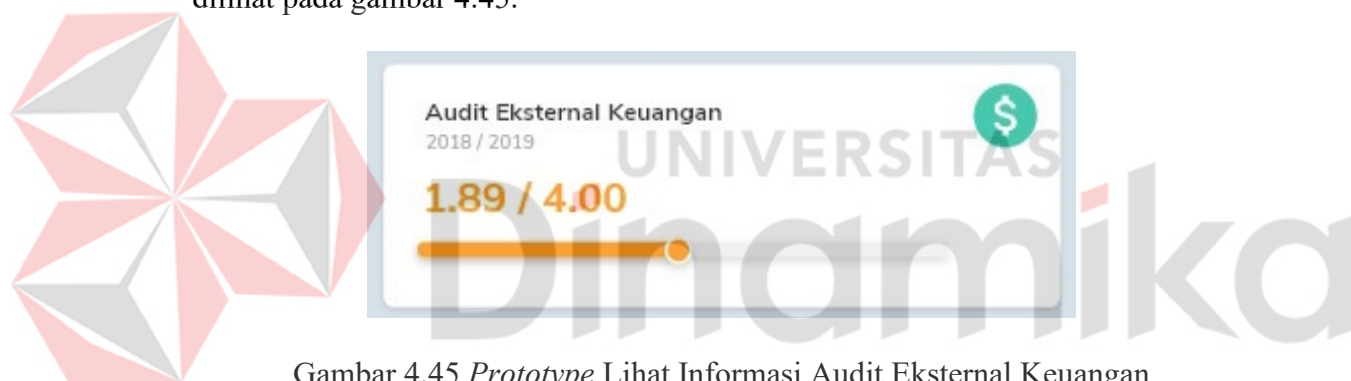 dilihat pada gambar 4.45.
Audit Eksternal Keuangan
$
2018 / 2019
UNIVERSITAS
1.89 / 4.00
Dinamika
Gambar 4.45 Prototype Lihat Informasi Audit Eksternal Keuangan